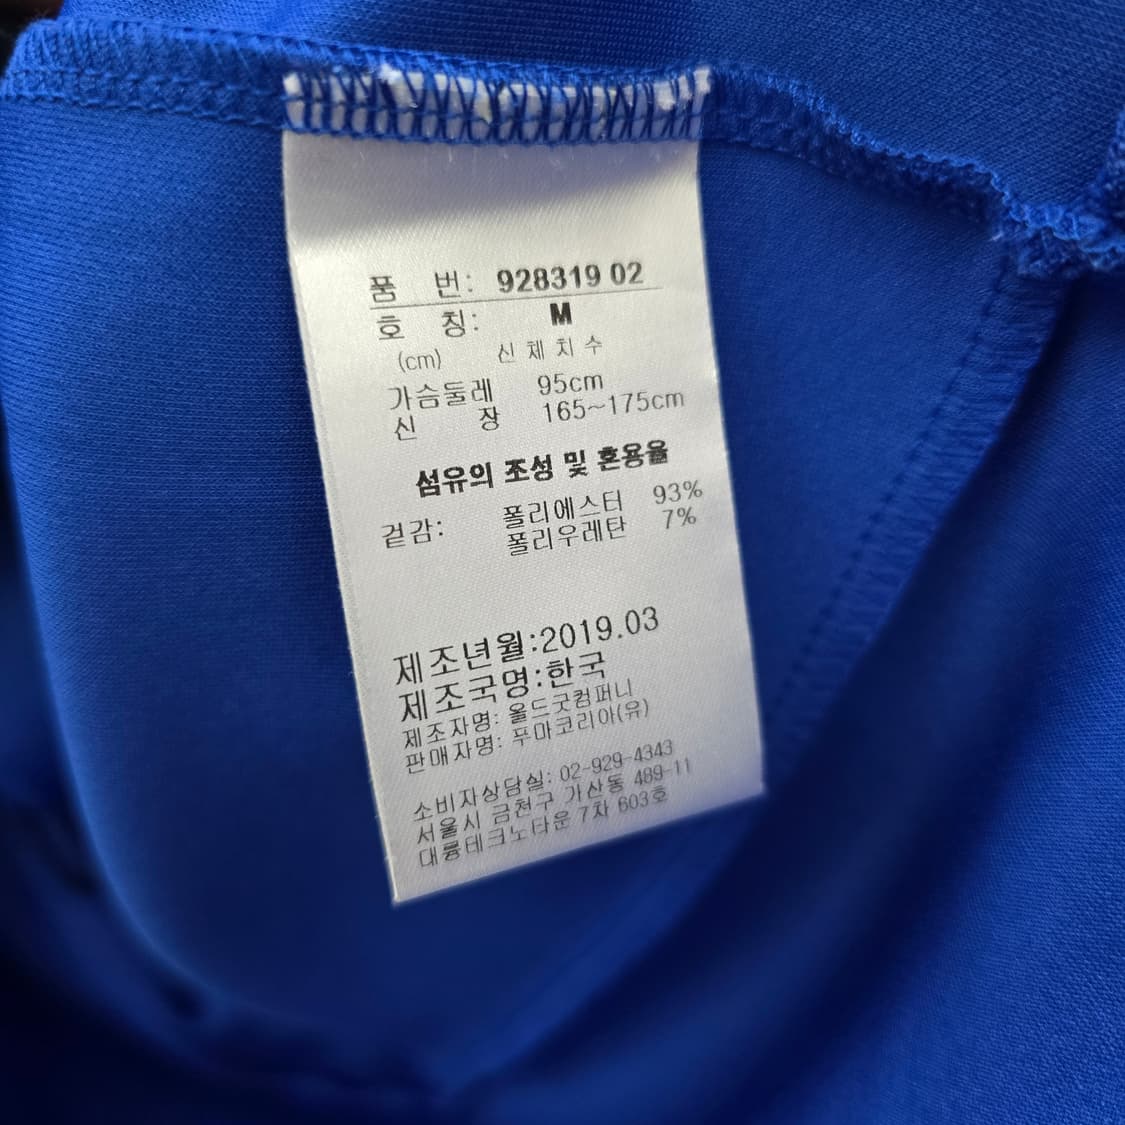 품 번: 928319 02
호 칭: M
(cm) 신체치수
가슴둘레 95cm
신 장 165~175cm
섬유의 조성 및 혼용율
겉감: 폴리에스터 93%
폴리우레탄 7%
제조년월:2019.03
제조국명:한국
제조자명: 올드굿컴퍼니
판매자명: 푸마코리아(유)
소비자상담실: 02-929-4343
서울시 금천구 가산동 489-11
대륭테크노타운 7차 603호